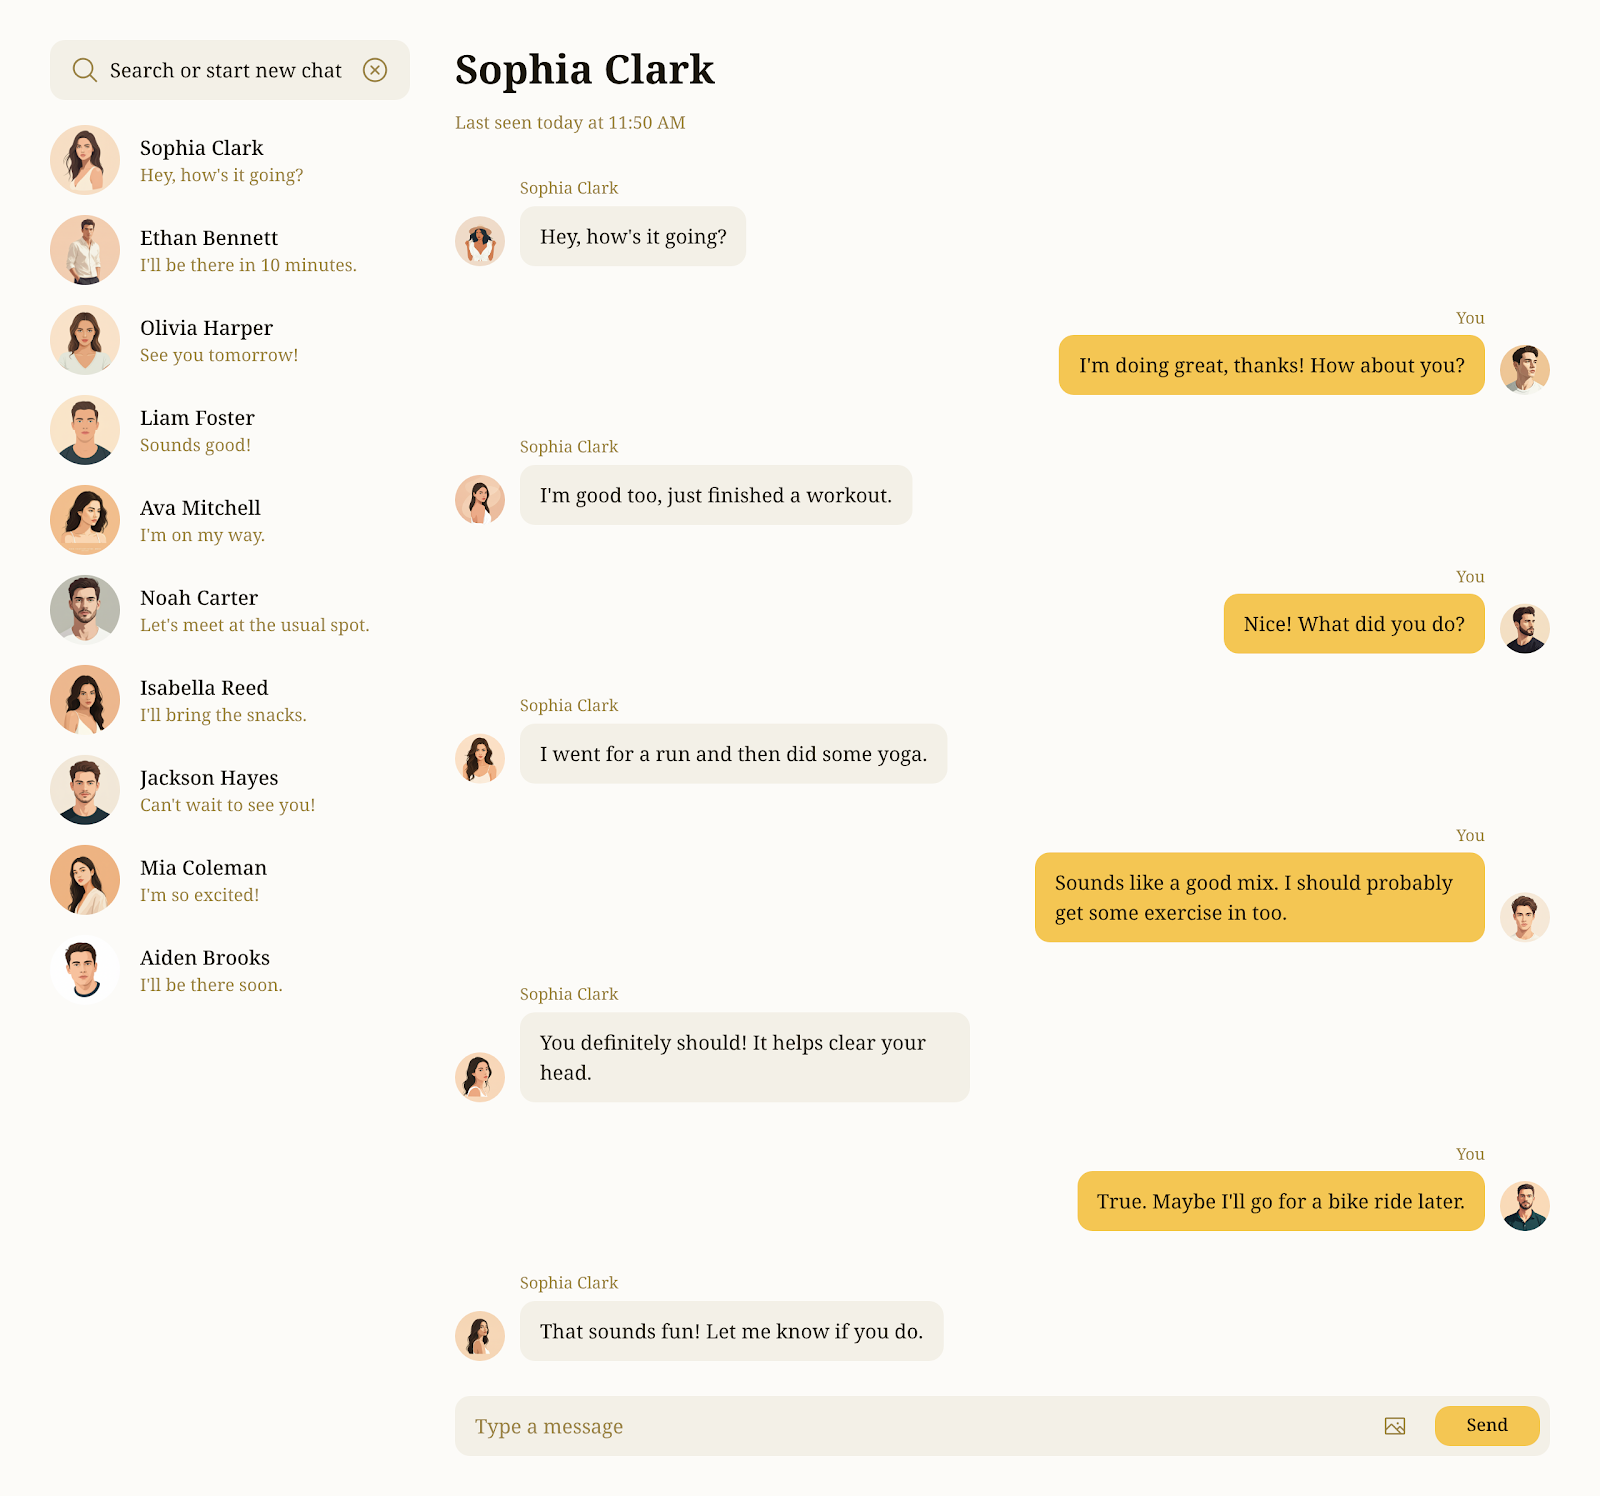 Search or start new chat
Sophia Clark
Hey, how's it going?
Ethan Bennett
I'll be there in 10 minutes.
Olivia Harper
See you tomorrow!
Liam Foster
Sounds good!
Ava Mitchell
I'm on my way.
Noah Carter
Let's meet at the usual spot.
Isabella Reed
I'll bring the snacks.
Jackson Hayes
Can't wait to see you!
Mia Coleman
I'm so excited!
Aiden Brooks
I'll be there soon.
Sophia Clark
Last seen today at 11:50 AM
Sophia Clark
Hey, how's it going?
You
I'm doing great, thanks! How about you?
Sophia Clark
I'm good too, just finished a workout.
You
Nice! What did you do?
Sophia Clark
I went for a run and then did some yoga.
You
Sounds like a good mix. I should probably
get some exercise in too.
Sophia Clark
You definitely should! It helps clear your
head.
You
True. Maybe I'll go for a bike ride later.
Sophia Clark
That sounds fun! Let me know if you do.
Type a message
Send